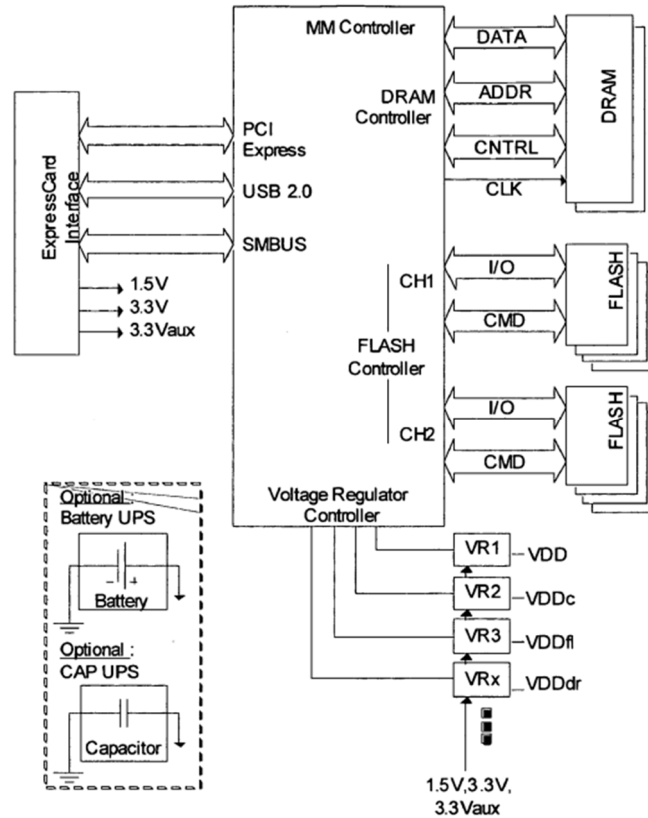 MM Controller
DATA
DRAM
DRAM
Controller
ADDR
CNTRL
CLK
ExpressCard
Interface
PCI
Express
USB 2.0
SMBUS
1.5V
3.3V
3.3Vaux
CH1
I/O
FLASH
CMD
FLASH
Controller
CH2
I/O
FLASH
CMD
Voltage Regulator
Controller
Optional :
Battery UPS
Battery
Optional :
CAP UPS
Capacitor
VR1
VDD
VR2
VDDc
VR3
VDDfl
VRx
VDDdr
1.5V,3.3V,
3.3Vaux